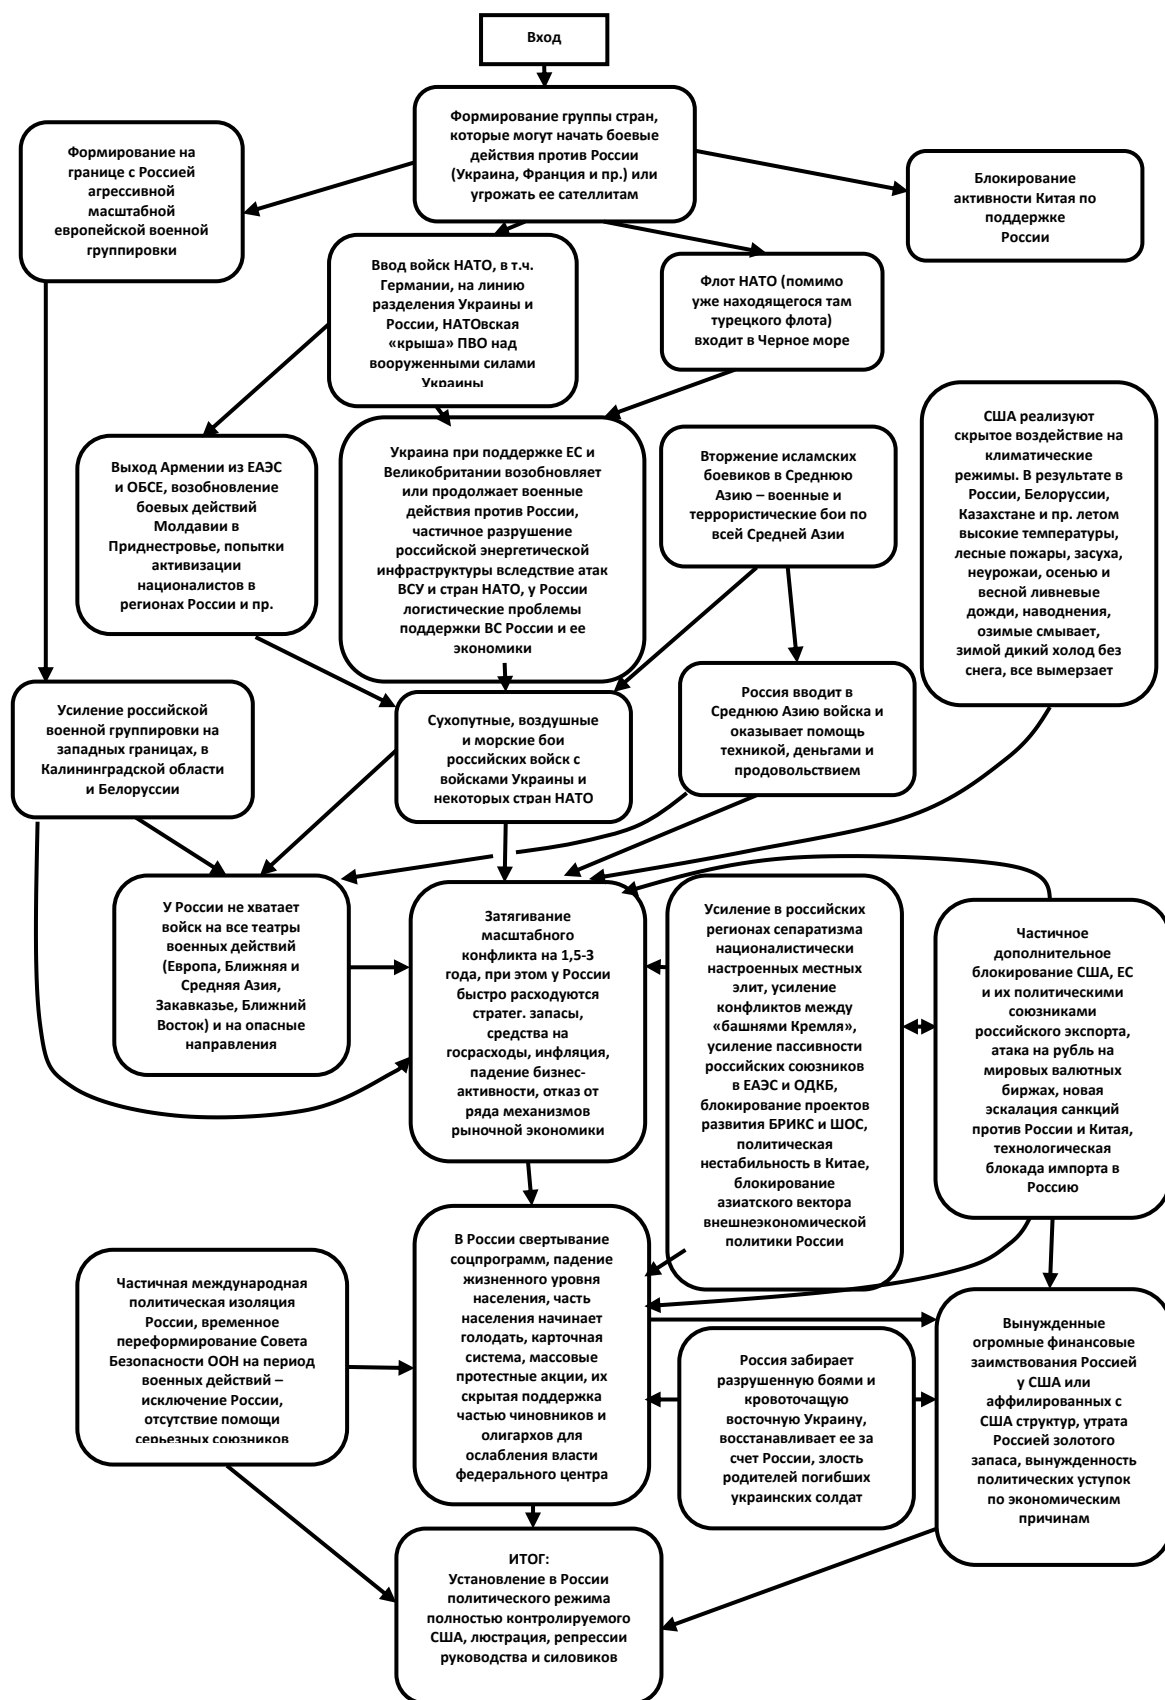 Вход
Формирование группы стран,
которые могут начать боевые
действия против России
(Украина, Франция и пр.) или
угрожать ее сателлитам
Формирование на
границе с Россией
агрессивной
масштабной
европейской военной
группировки
Блокирование
активности Китая по
поддержке
России
Ввод войск НАТО, в т.ч.
Германии, на линию
разделения Украины и
России, НАТОвская
«крыша» ПВО над
вооруженными силами
Украины
Флот НАТО (помимо
уже находящегося там
турецкого флота)
входит в Черное море
Выход Армении из ЕАЭС
и ОБСЕ, возобновление
боевых действий
Молдавии в
Приднестровье, попытки
активизации
националистов в
регионах России и пр.
Украина при поддержке ЕС и
Великобритании возобновляет
или продолжает военные
действия против России,
частичное разрушение
российской энергетической
инфраструктуры вследствие атак
ВСУ и стран НАТО, у России
логистические проблемы
поддержки ВС России и ее
экономики
Вторжение исламских
боевиков в Среднюю
Азию – военные и
террористические бои по
всей Средней Азии
США реализуют
скрытое воздействие на
климатические
режимы. В результате в
России, Белоруссии,
Казахстане и пр. летом
высокие температуры,
лесные пожары, засуха,
неурожаи, осенью и
весной ливневые
дожди, наводнения,
озимые смывает,
зимой дикий холод без
снега, все вымерзает
Усиление российской
военной группировки на
западных границах, в
Калининградской области
и Белоруссии
Сухопутные, воздушные
и морские бои
российских войск с
войсками Украины и
некоторых стран НАТО
Россия вводит в
Среднюю Азию войска и
оказывает помощь
техникой, деньгами и
продовольствием
У России не хватает
войск на все театры
военных действий
(Европа, Ближняя и
Средняя Азия,
Закавказье, Ближний
Восток) и на опасные
направления
Затягивание
масштабного
конфликта на 1,5-3
года, при этом у России
быстро расходуются
стратег. запасы,
средства на
госрасходы, инфляция,
падение бизнес-
активности, отказ от
ряда механизмов
рыночной экономики
Усиление в российских
регионах сепаратизма
националистически
настроенных местных
элит, усиление
конфликтов между
«башнями Кремля»,
усиление пассивности
российских союзников
в ЕАЭС и ОДКБ,
блокирование проектов
развития БРИКС и ШОС,
политическая
нестабильность в Китае,
блокирование
азиатского вектора
внешнеэкономической
политики России
Частичное
дополнительное
блокирование США, ЕС
и их политическими
союзниками
российского экспорта,
атака на рубль на
мировых валютных
биржах, новая
эскалация санкций
против России и Китая,
технологическая
блокада импорта в
Россию
Частичная международная
политическая изоляция
России, временное
переформирование Совета
Безопасности ООН на период
военных действий –
исключение России,
отсутствие помощи
серьезных союзников
В России свертывание
соцпрограмм, падение
жизненного уровня
населения, часть
населения начинает
голодать, карточная
система, массовые
протестные акции, их
скрытая поддержка
частью чиновников и
олигархов для
ослабления власти
федерального центра
Россия забирает
разрушенную боями и
кровоточащую
восточную Украину,
восстанавливает ее за
счет России, злость
родителей погибших
украинских солдат
Вынужденные
огромные финансовые
заимствования Россией
у США или
аффилированных с
США структур, утрата
Россией золотого
запаса, вынужденность
политических уступок
по экономическим
причинам
ИТОГ:
Установление в России
политического режима
полностью контролируемого
США, люстрация, репрессии
руководства и силовиков